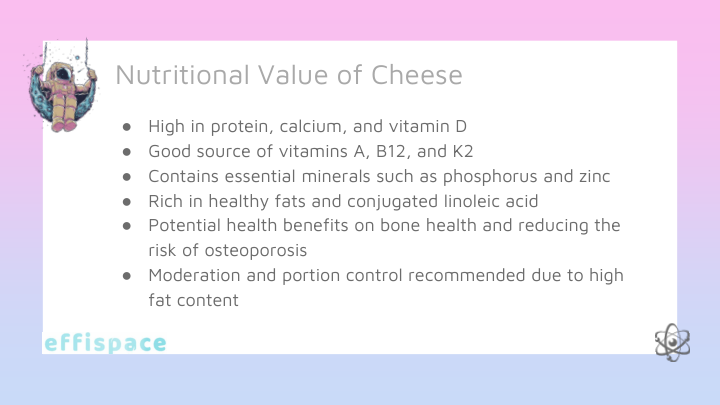 Nutritional Value of Cheese
● High in protein, calcium, and vitamin D
● Good source of vitamins A, B12, and K2
● Contains essential minerals such as phosphorus and zinc
● Rich in healthy fats and conjugated linoleic acid
● Potential health benefits on bone health and reducing the
risk of osteoporosis
● Moderation and portion control recommended due to high
fat content
effispace